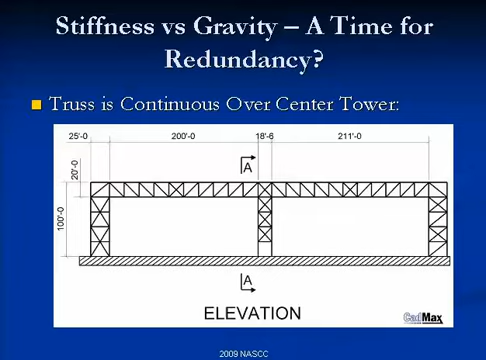 Stiffness vs Gravity – A Time for
Redundancy?
Truss is Continuous Over Center Tower:
25'-0 200'-0 18'-6 211'-0
20'-0
A
100'-0
A
ELEVATION
CadMax
2009 NASCC